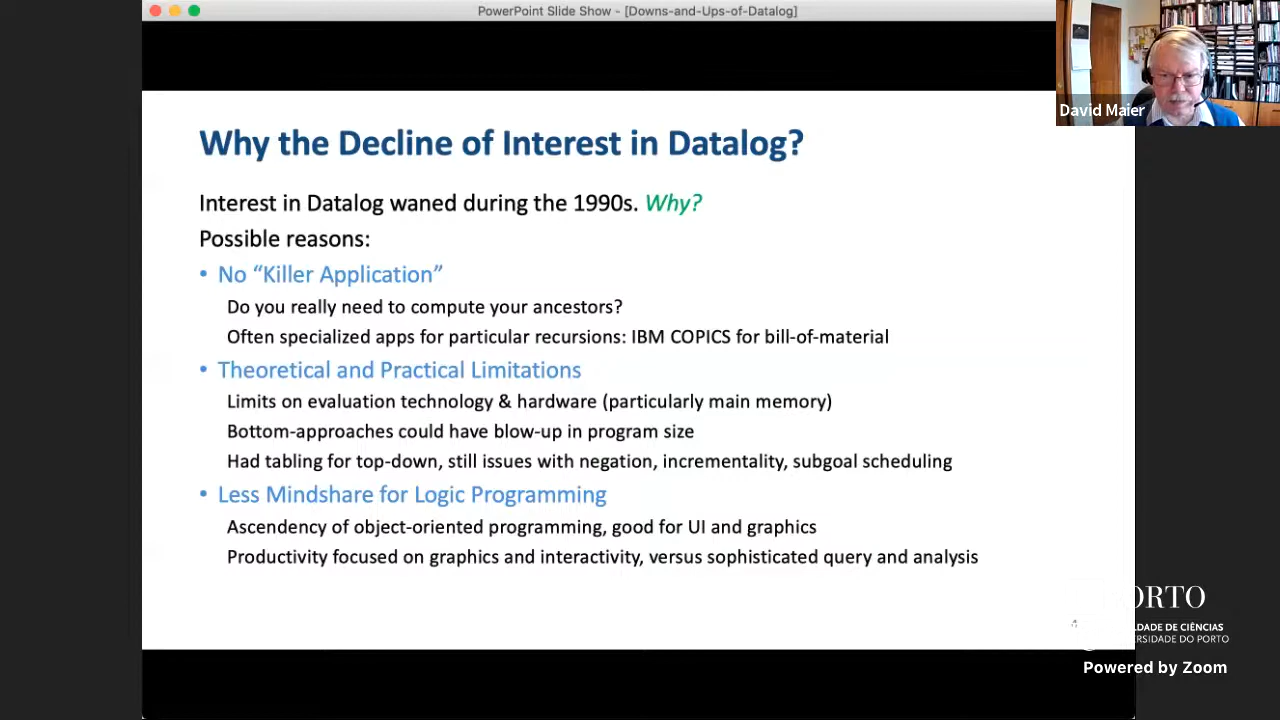 PowerPoint Slide Show - [Downs-and-Ups-of-Datalog]
David Maier
Why the Decline of Interest in Datalog?
Interest in Datalog waned during the 1990s. Why?
Possible reasons:
• No “Killer Application”
Do you really need to compute your ancestors?
Often specialized apps for particular recursions: IBM COPICS for bill-of-material
• Theoretical and Practical Limitations
Limits on evaluation technology & hardware (particularly main memory)
Bottom-approaches could have blow-up in program size
Had tabling for top-down, still issues with negation, incrementality, subgoal scheduling
• Less Mindshare for Logic Programming
Ascendency of object-oriented programming, good for UI and graphics
Productivity focused on graphics and interactivity, versus sophisticated query and analysis
DE CIÊNCIAS
DO PORTO
Powered by Zoom